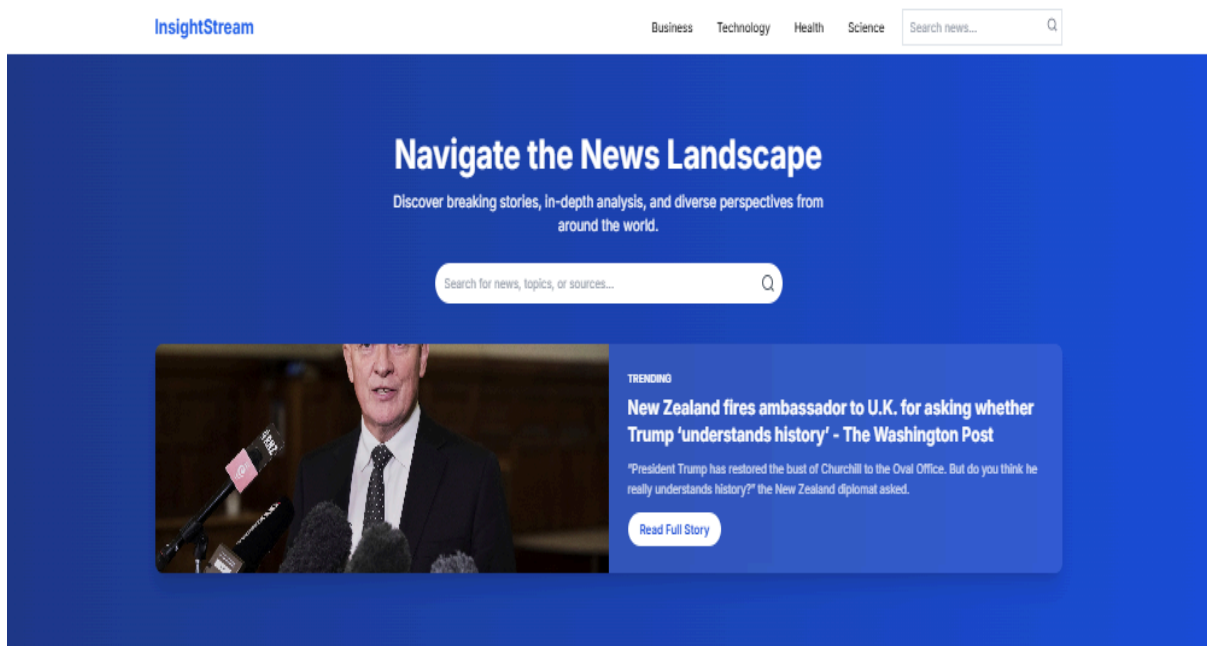 InsightStream
Business Technology Health Science Search news...
Navigate the News Landscape
Discover breaking stories, in-depth analysis, and diverse perspectives from
around the world.
Search for news, topics, or sources...
RNZ
TRENDING
New Zealand fires ambassador to U.K. for asking whether
Trump ‘understands history’ - The Washington Post
"President Trump has restored the bust of Churchill to the Oval Office. But do you think he
really understands history?" the New Zealand diplomat asked.
Read Full Story